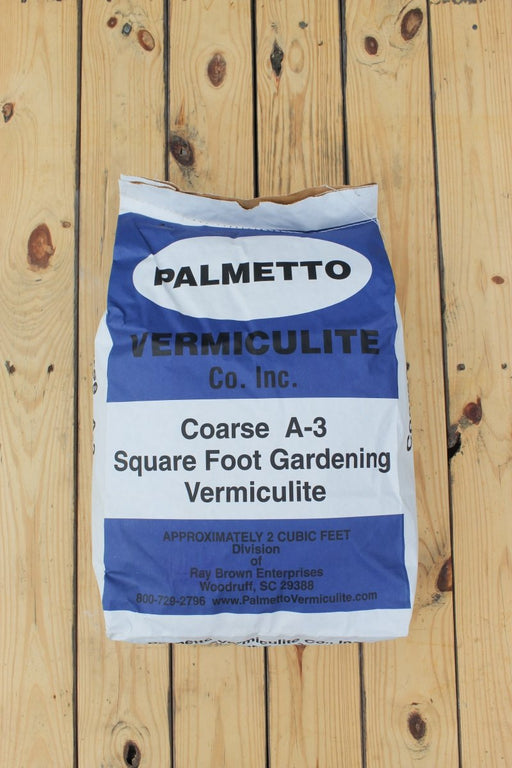 PALMETTO
VERMICULITE
Co. Inc.
Coarse A-3
Square Foot Gardening
Vermiculite
APPROXIMATELY 2 CUBIC FEET
Division
of
Ray Brown Enterprises
Woodruff, SC 29388
800-729-2796 www.PalmettoVermiculite.com